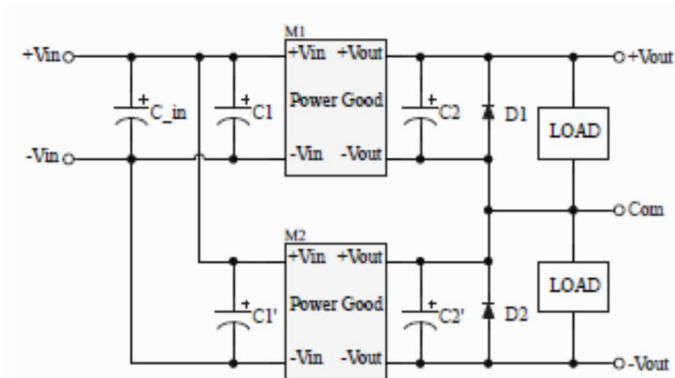 M1
+Vin
+Vin +Vout
+Vout
C_in
C1
Power Good
C2
D1
LOAD
-Vin
-Vin -Vout
Com
M2
+Vin +Vout
C1'
Power Good
C2'
D2
LOAD
-Vin -Vout
-Vout
+
+
+
+
+